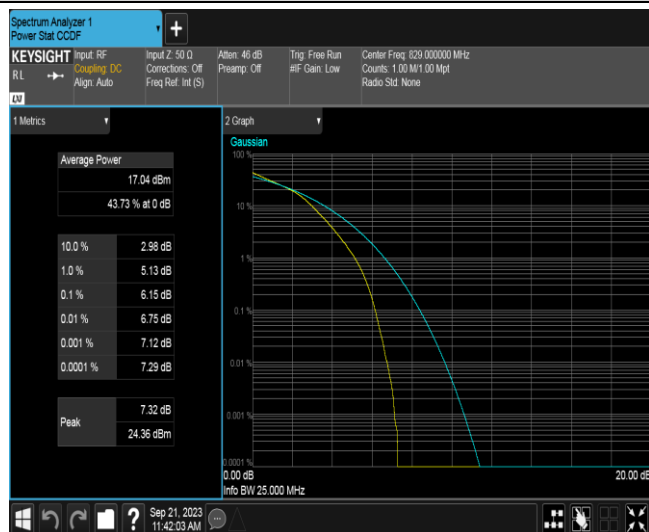 Spectrum Analyzer 1
Power Stat CCDF
KEYSIGHT
RL
LXI
Input: RF
Coupling: DC
Align: Auto
Input Z: 50 Ω
Corrections: Off
Freq Ref: Int (S)
Atten: 46 dB
Preamp: Off
Trig: Free Run
#IF Gain: Low
Center Freq: 829.000000 MHz
Counts: 1.00 M/1.00 Mpt
Radio Std: None
1 Metrics
Average Power
17.04 dBm
43.73 % at 0 dB
10.0 % 2.98 dB
1.0 % 5.13 dB
0.1 % 6.15 dB
0.01 % 6.75 dB
0.001 % 7.12 dB
0.0001 % 7.29 dB
Peak 7.32 dB
24.36 dBm
2 Graph
Gaussian
100 %
10 %
1 %
0.1 %
0.01 %
0.001 %
0.0001 %
0.00 dB 20.00 dB
Info BW 25.000 MHz
Sep 21, 2023
11:42:03 AM